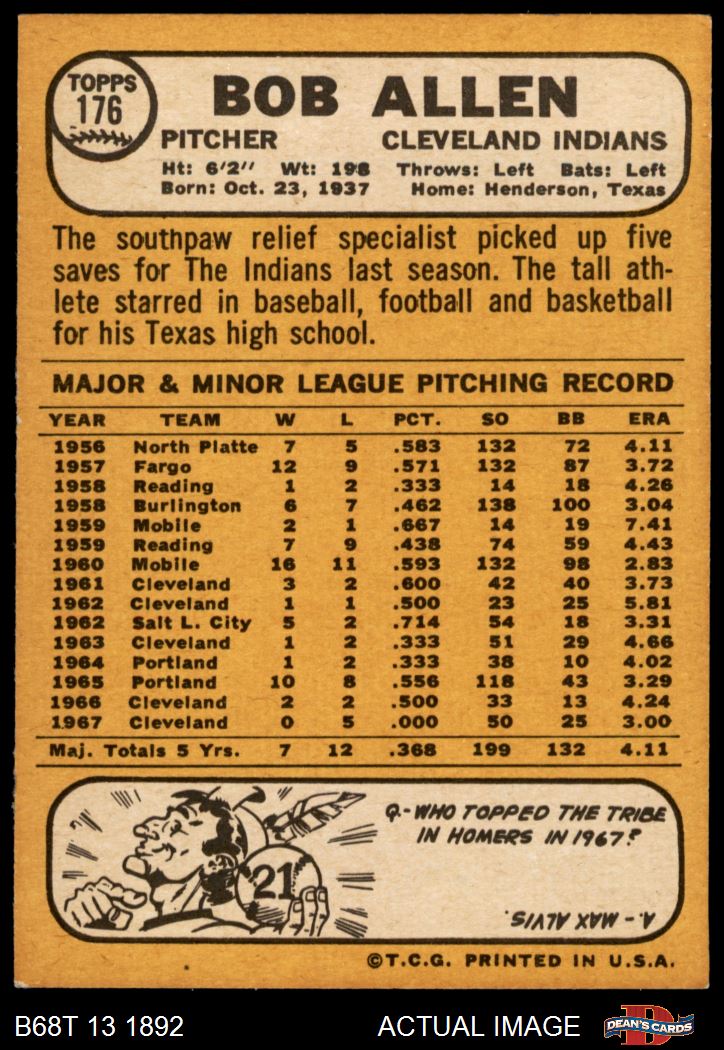 TOPPS
176
BOB ALLEN
PITCHER CLEVELAND INDIANS
Ht: 6'2" Wt: 198 Throws: Left Bats: Left
Born: Oct. 23, 1937 Home: Henderson, Texas
The southpaw relief specialist picked up five
saves for The Indians last season. The tall ath-
lete starred in baseball, football and basketball
for his Texas high school.
MAJOR & MINOR LEAGUE PITCHING RECORD
YEAR TEAM W L PCT. SO BB ERA
1956 North Platte 7 5 .583 132 72 4.11
1957 Fargo 12 9 .571 132 87 3.72
1958 Reading 1 2 .333 14 18 4.26
1958 Burlington 6 7 .462 138 100 3.04
1959 Mobile 2 1 .667 14 19 7.41
1959 Reading 7 9 .438 74 59 4.43
1960 Mobile 16 11 .593 132 98 2.83
1961 Cleveland 3 2 .600 42 40 3.73
1962 Cleveland 1 1 .500 23 25 5.81
1962 Salt L. City 5 2 .714 54 18 3.31
1963 Cleveland 1 2 .333 51 29 4.66
1964 Portland 1 2 .333 38 10 4.02
1965 Portland 10 8 .556 118 43 3.29
1966 Cleveland 2 2 .500 33 13 4.24
1967 Cleveland 0 5 .000 50 25 3.00
Maj. Totals 5 Yrs. 7 12 .368 199 132 4.11
Q.- WHO TOPPED THE TRIBE
IN HOMERS IN 1967?
21
A.- MAX ALVIS.
©T.C.G. PRINTED IN U.S.A.
B68T 13 1892 ACTUAL IMAGE
D
DEAN'S CARDS